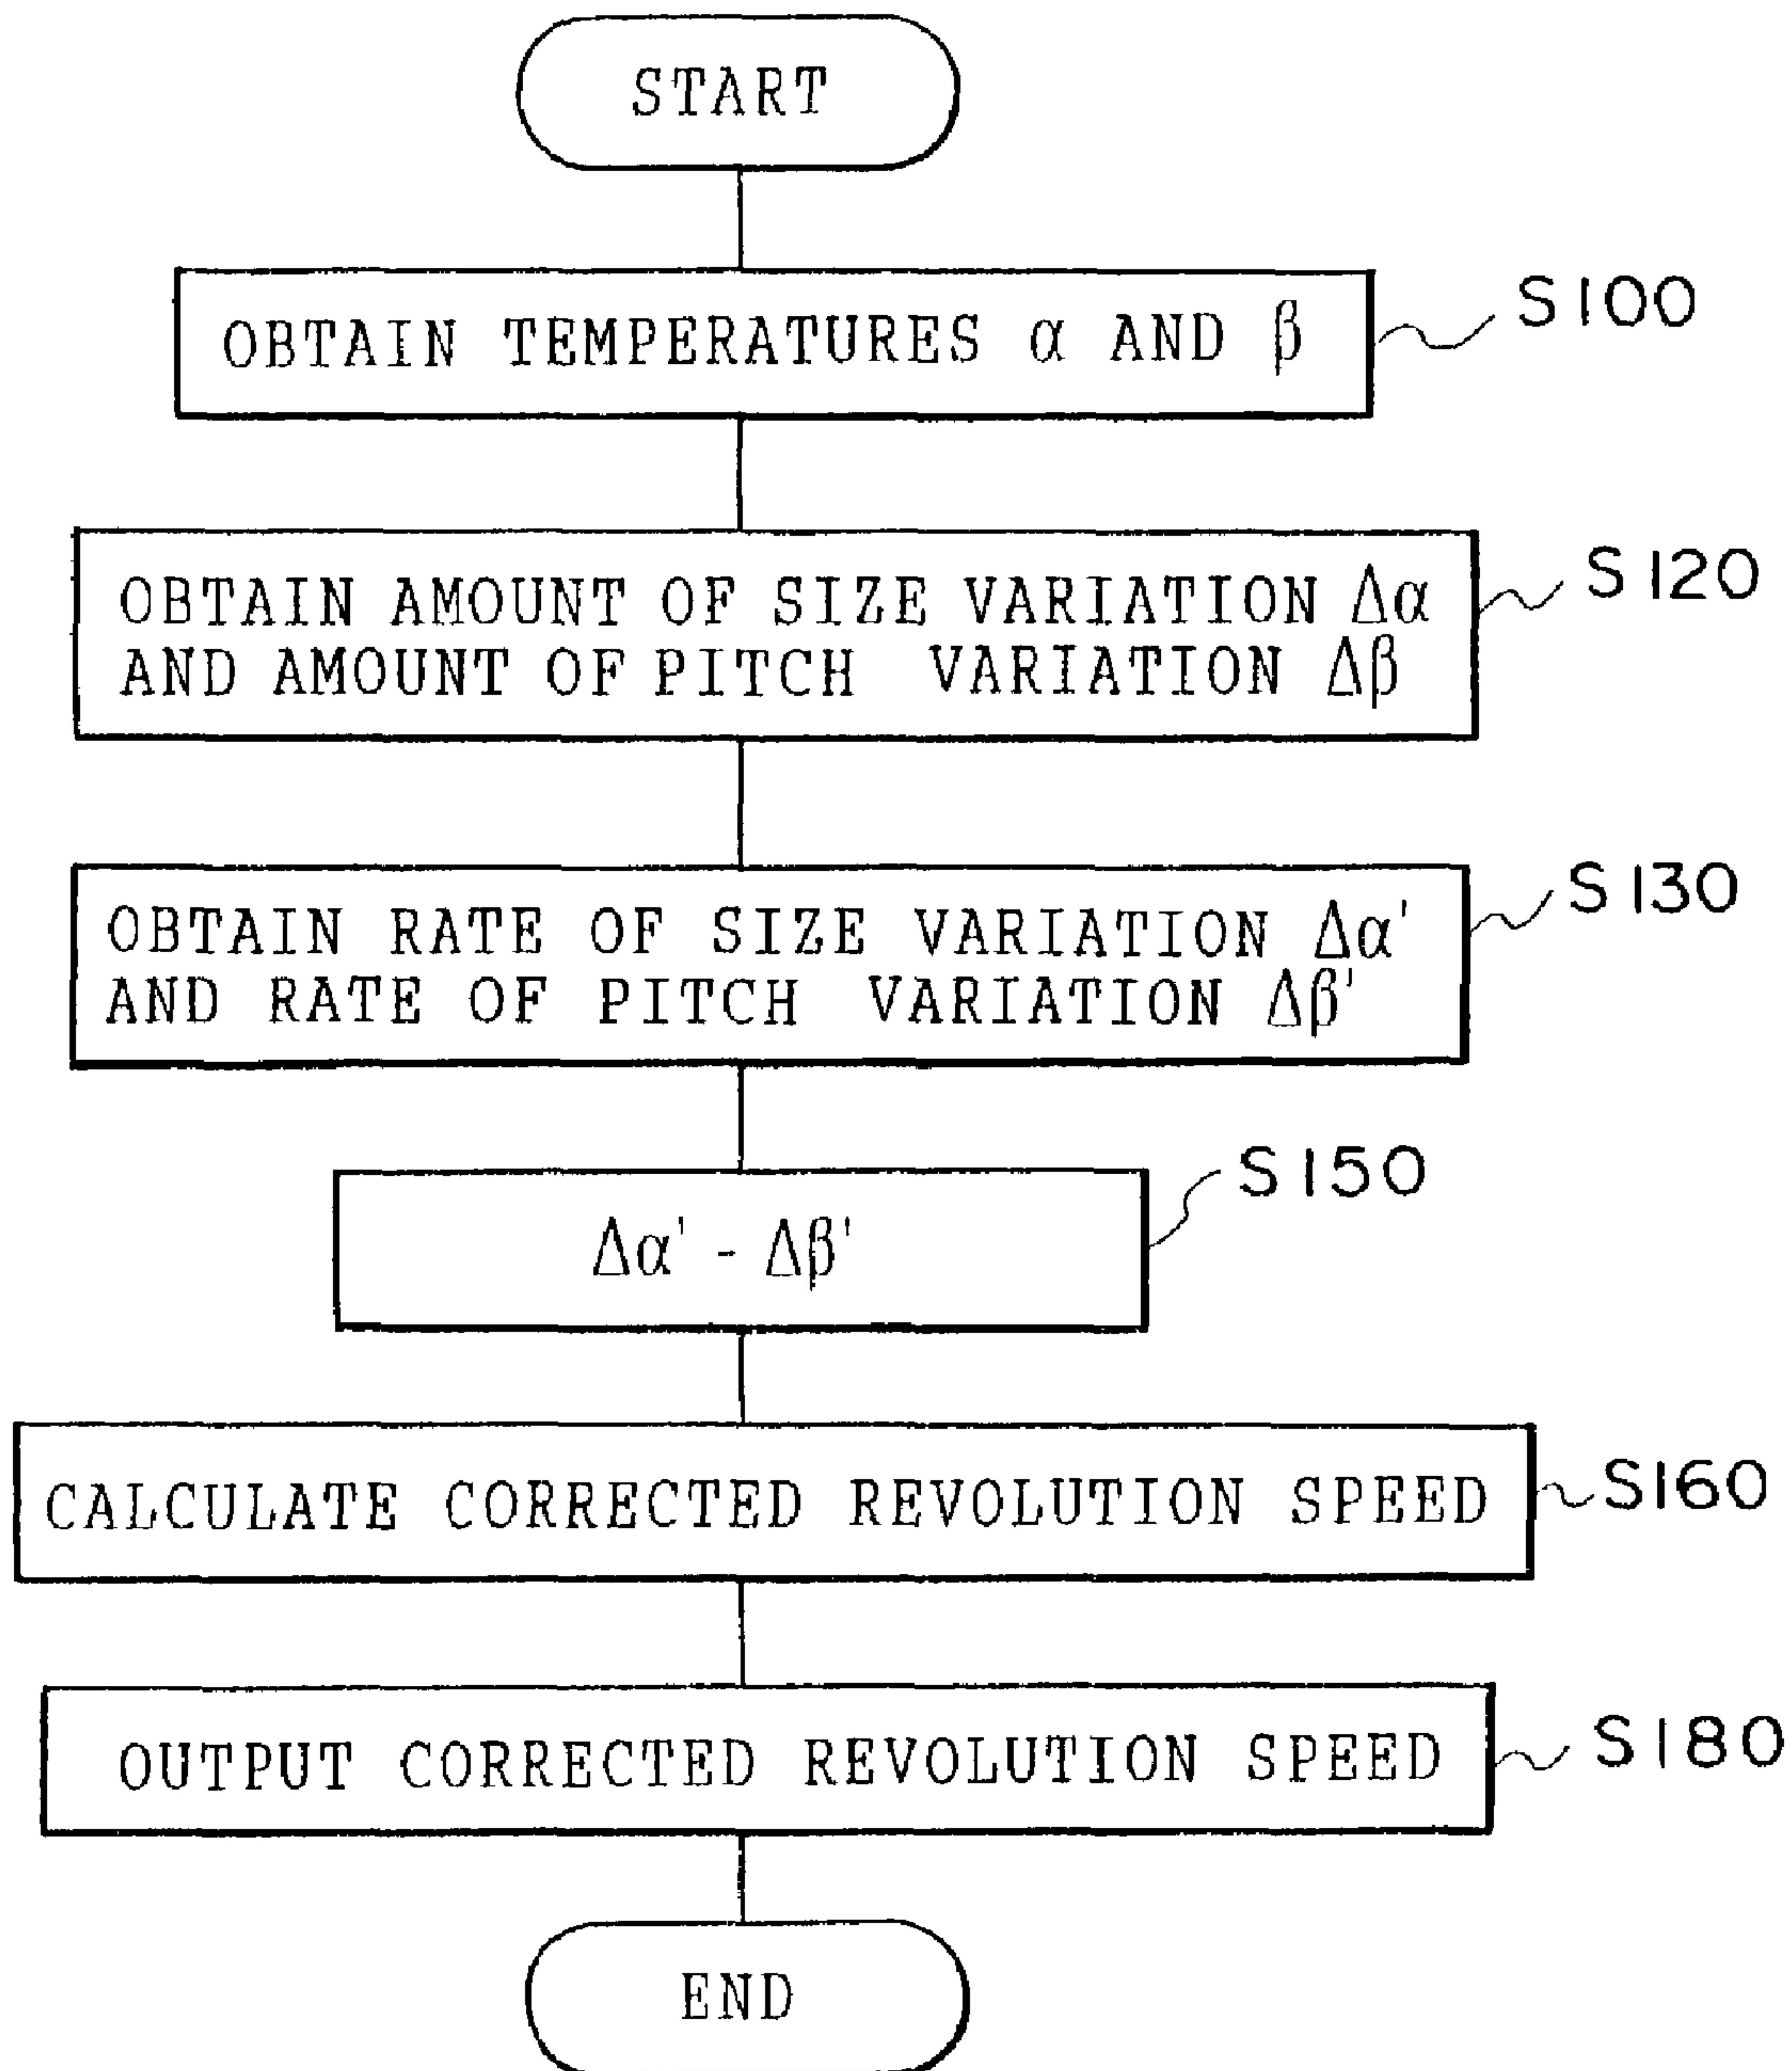 START
OBTAIN TEMPERATURES α AND β
S100
OBTAIN AMOUNT OF SIZE VARIATION Δα
AND AMOUNT OF PITCH VARIATION Δβ
S120
OBTAIN RATE OF SIZE VARIATION Δα'
AND RATE OF PITCH VARIATION Δβ'
S130
Δα' - Δβ'
S150
CALCULATE CORRECTED REVOLUTION SPEED
S160
OUTPUT CORRECTED REVOLUTION SPEED
S180
END